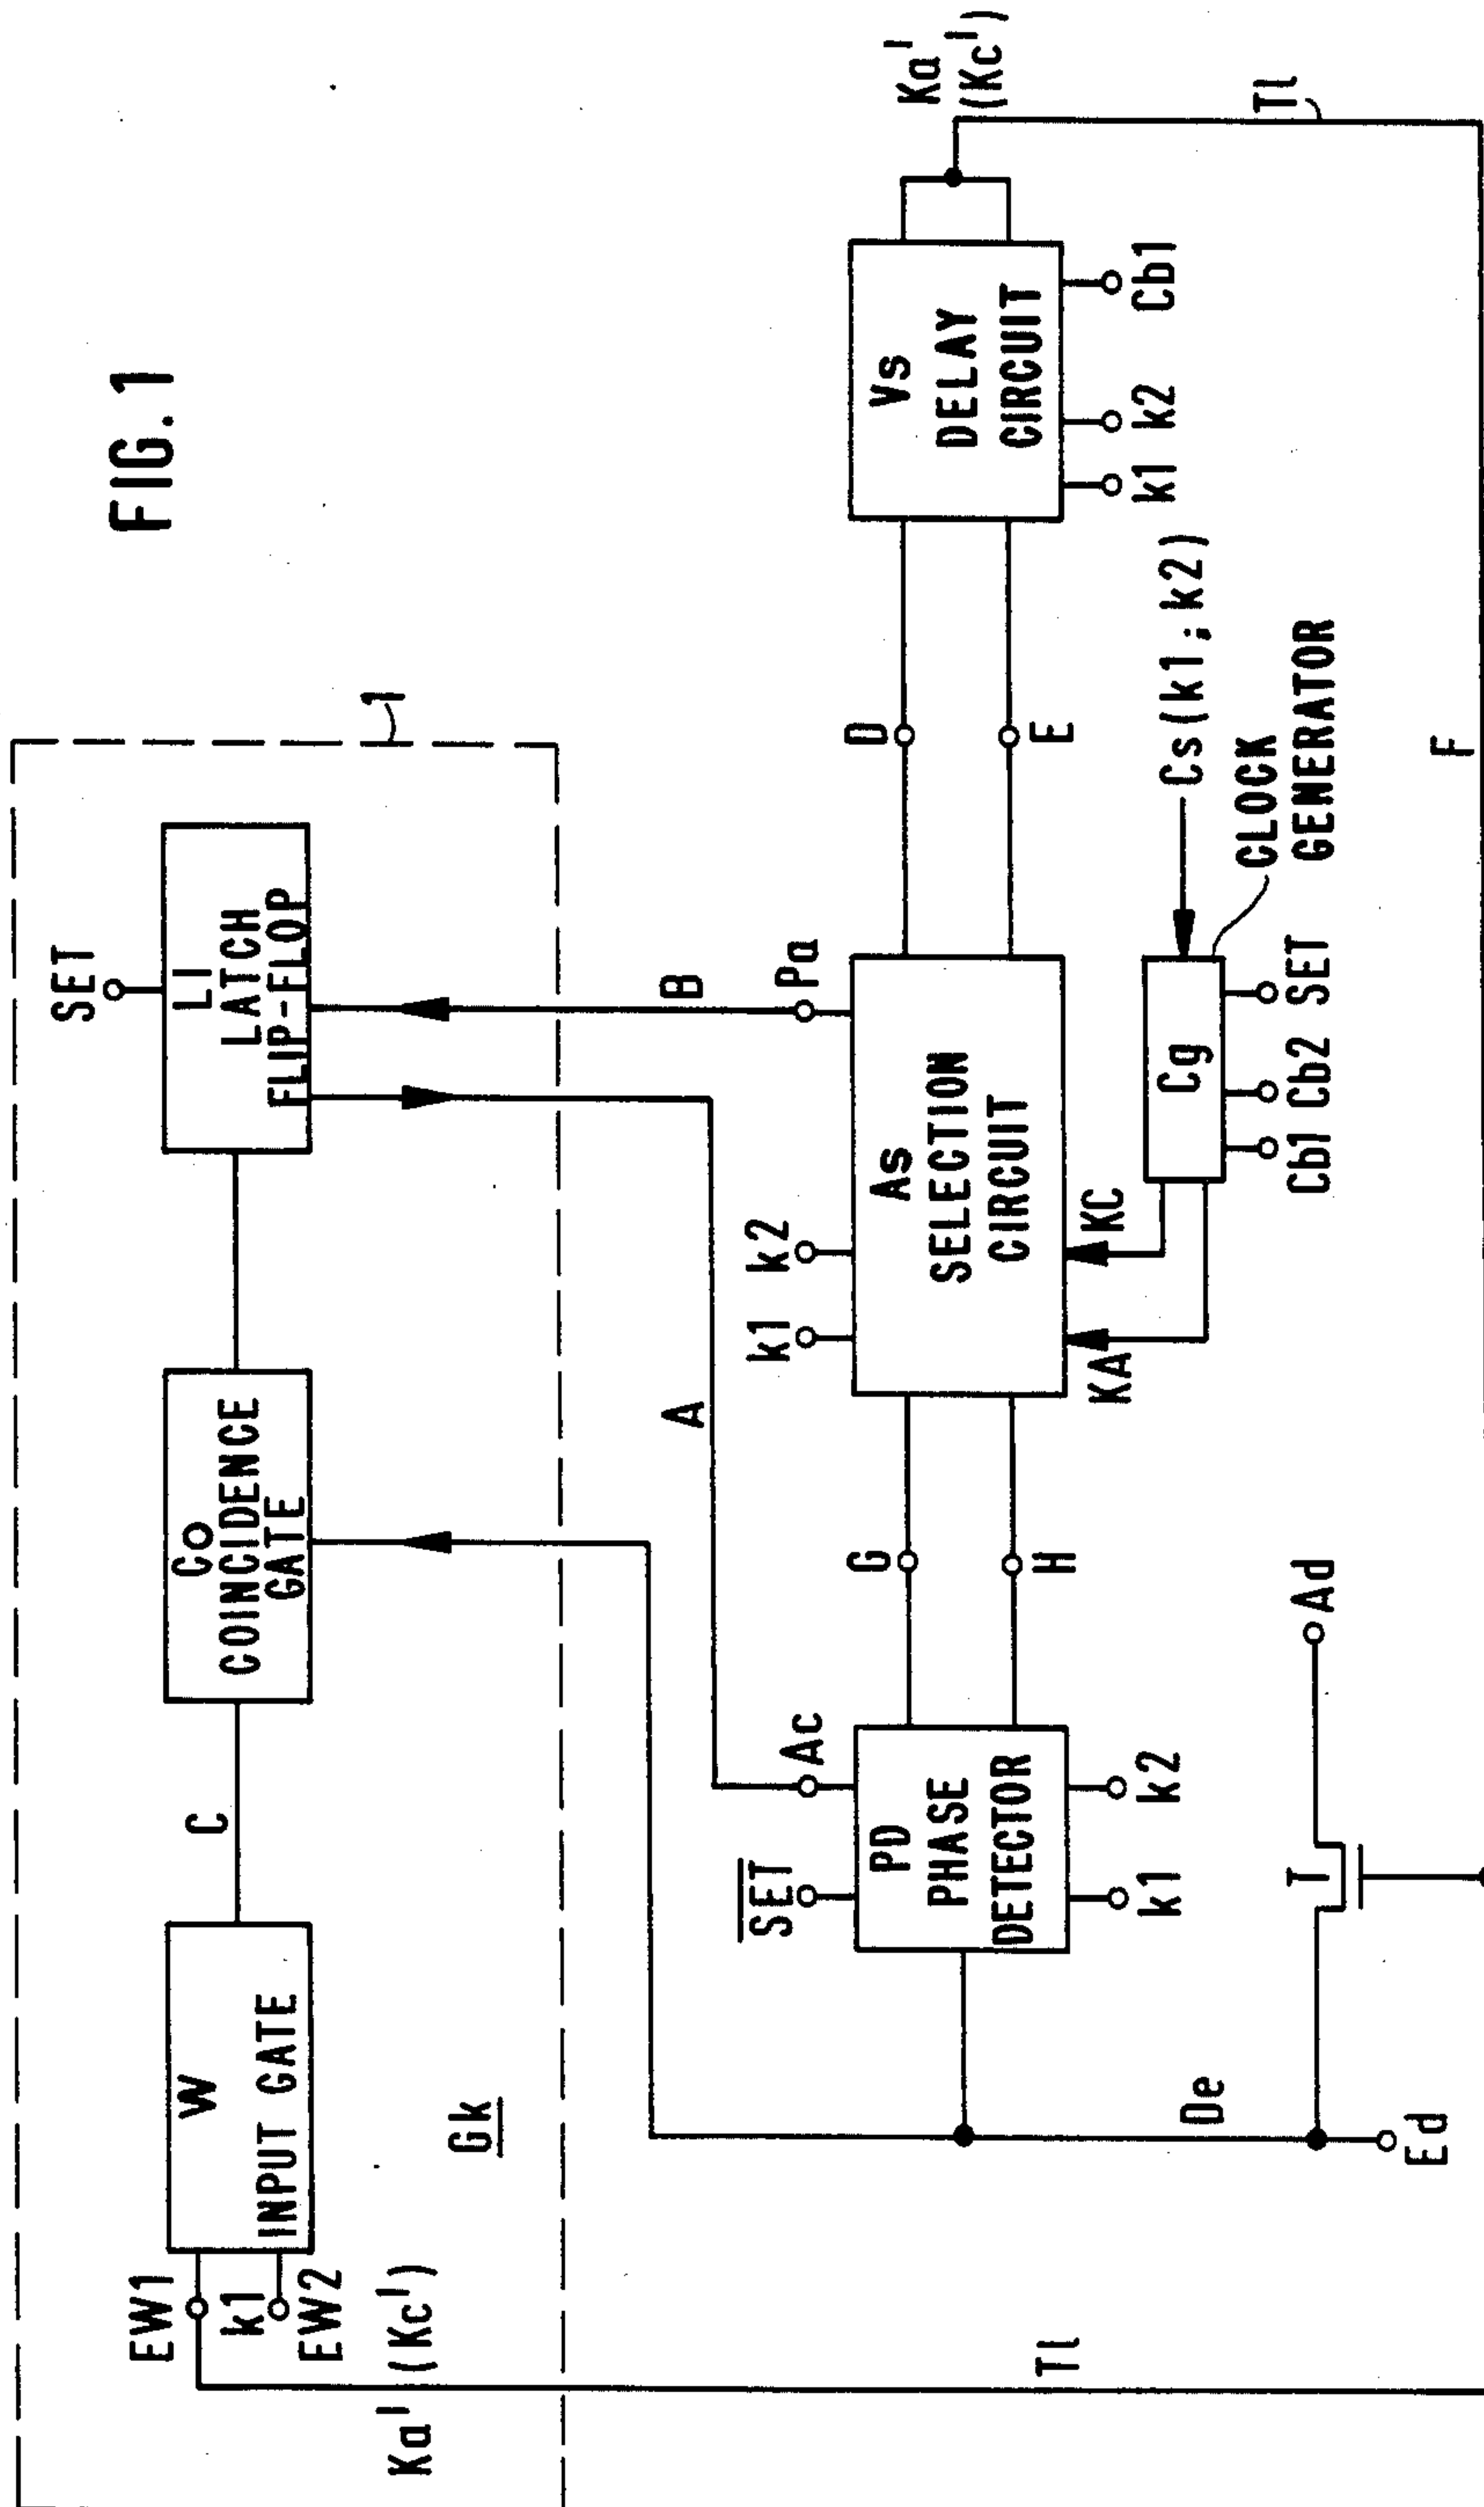 FIG.1
SET
1
EW1
k1
EW2
W
INPUT GATE
C
Co
COINCIDENCE
GATE
LI
LATCH
FLIP-FLOP
Ka' (Kc')
Gk
A
B
SET
Ac
k1
k2
Pa
PD
PHASE
DETECTOR
k1
k2
G
H
As
SELECTION
CIRCUIT
KA
KC
D
E
Vs
DELAY
CIRCUIT
k1
k2
Cb1
Ka'
(Kc')
Cg
Cs(k1;k2)
CLOCK
GENERATOR
Cb1
Cb2
SET
De
Ed
T
Ad
Tl
F
Tl